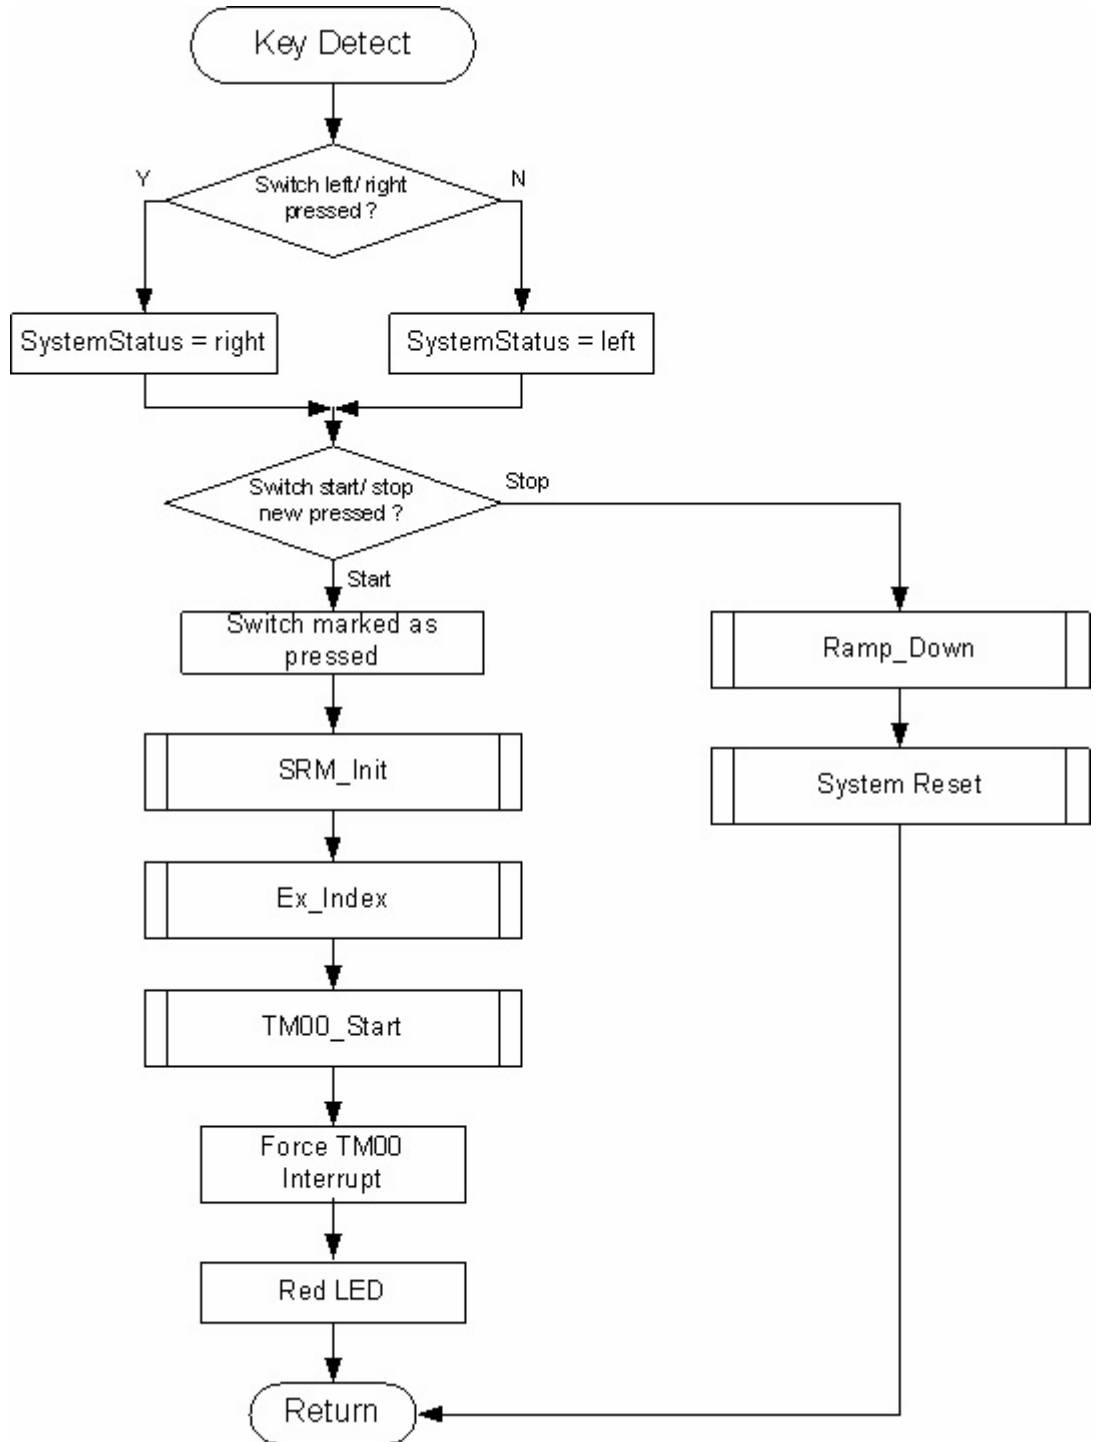 Key Detect
Y
N
Switch left/ right
pressed ?
SystemStatus = right
SystemStatus = left
Switch start/ stop
new pressed ?
Stop
Start
Switch marked as
pressed
Ramp_Down
SRM_Init
System Reset
Ex_Index
TM00_Start
Force TM00
Interrupt
Red LED
Return